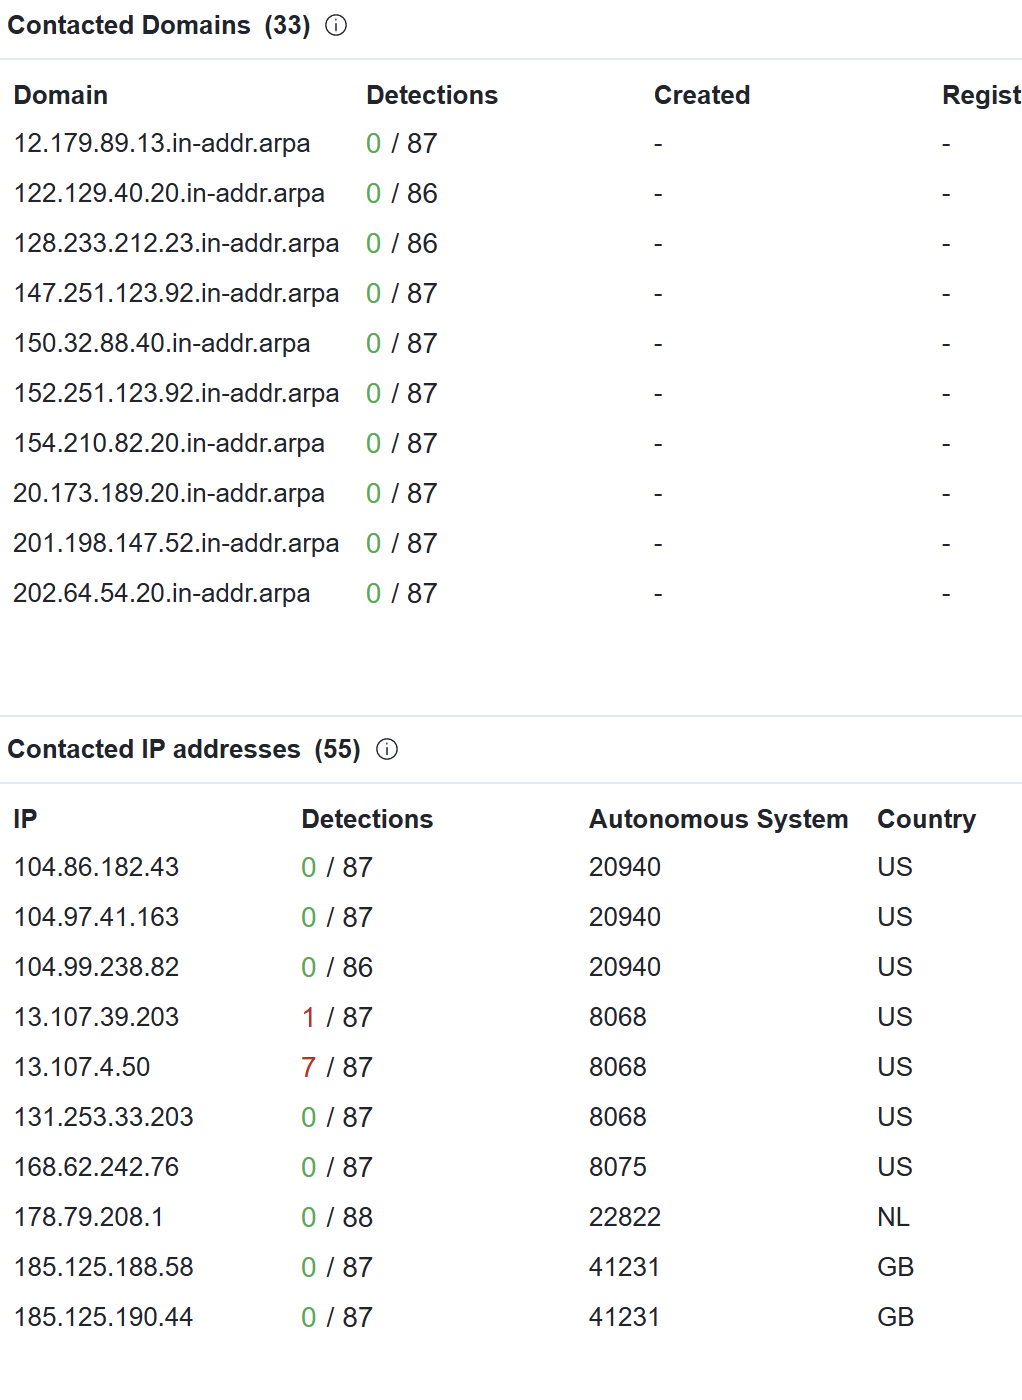 Contacted Domains (33)
Domain Detections Created Regist
12.179.89.13.in-addr.arpa 0 / 87 - -
122.129.40.20.in-addr.arpa 0 / 86 - -
128.233.212.23.in-addr.arpa 0 / 86 - -
147.251.123.92.in-addr.arpa 0 / 87 - -
150.32.88.40.in-addr.arpa 0 / 87 - -
152.251.123.92.in-addr.arpa 0 / 87 - -
154.210.82.20.in-addr.arpa 0 / 87 - -
20.173.189.20.in-addr.arpa 0 / 87 - -
201.198.147.52.in-addr.arpa 0 / 87 - -
202.64.54.20.in-addr.arpa 0 / 87 - -
Contacted IP addresses (55)
IP Detections Autonomous System Country
104.86.182.43 0 / 87 20940 US
104.97.41.163 0 / 87 20940 US
104.99.238.82 0 / 86 20940 US
13.107.39.203 1 / 87 8068 US
13.107.4.50 7 / 87 8068 US
131.253.33.203 0 / 87 8068 US
168.62.242.76 0 / 87 8075 US
178.79.208.1 0 / 88 22822 NL
185.125.188.58 0 / 87 41231 GB
185.125.190.44 0 / 87 41231 GB